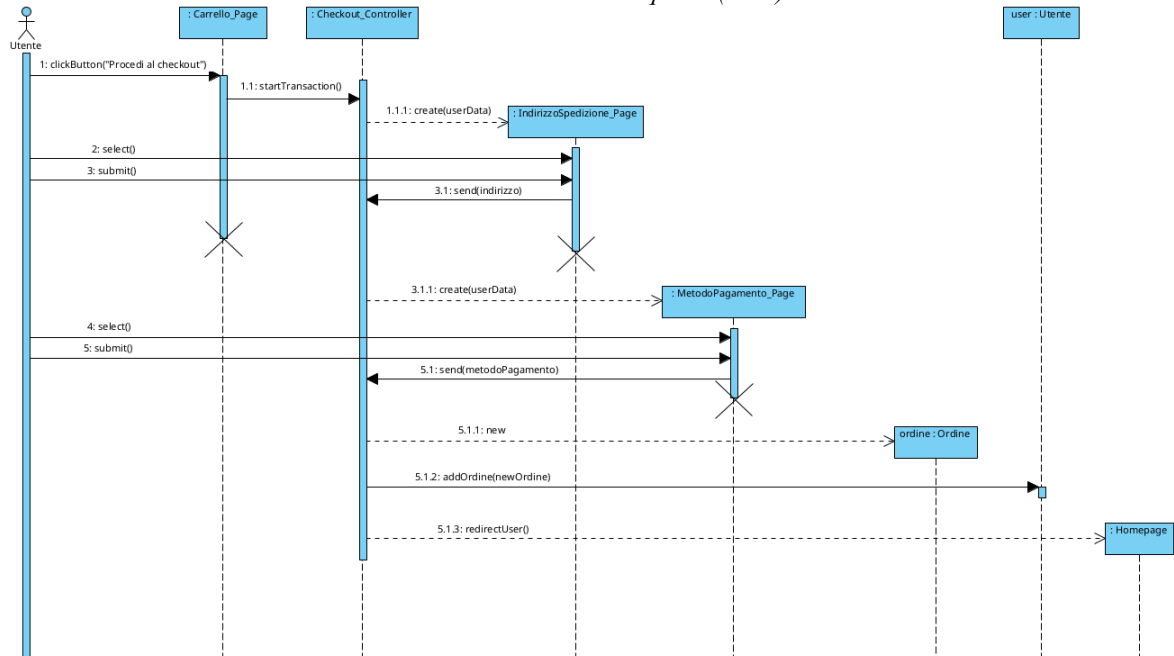 : Carrello_Page
: Checkout_Controller
user : Utente
Utente
1: clickButton("Procedi al checkout")
1.1: startTransaction()
1.1.1: create(userData)
: IndirizzoSpedizione_Page
2: select()
3: submit()
3.1: send(indirizzo)
3.1.1: create(userData)
: MetodoPagamento_Page
4: select()
5: submit()
5.1: send(metodoPagamento)
5.1.1: new
ordine : Ordine
5.1.2: addOrdine(newOrdine)
5.1.3: redirectUser()
: Homepage